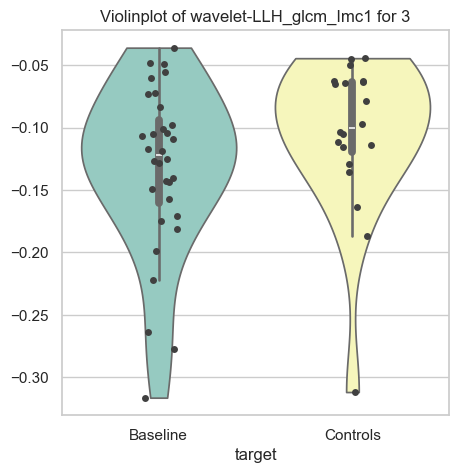 Violinplot of wavelet-LLH_glcm_Imc1 for 3
−0.05
−0.10
−0.15
−0.20
−0.25
−0.30
Baseline
Controls
target